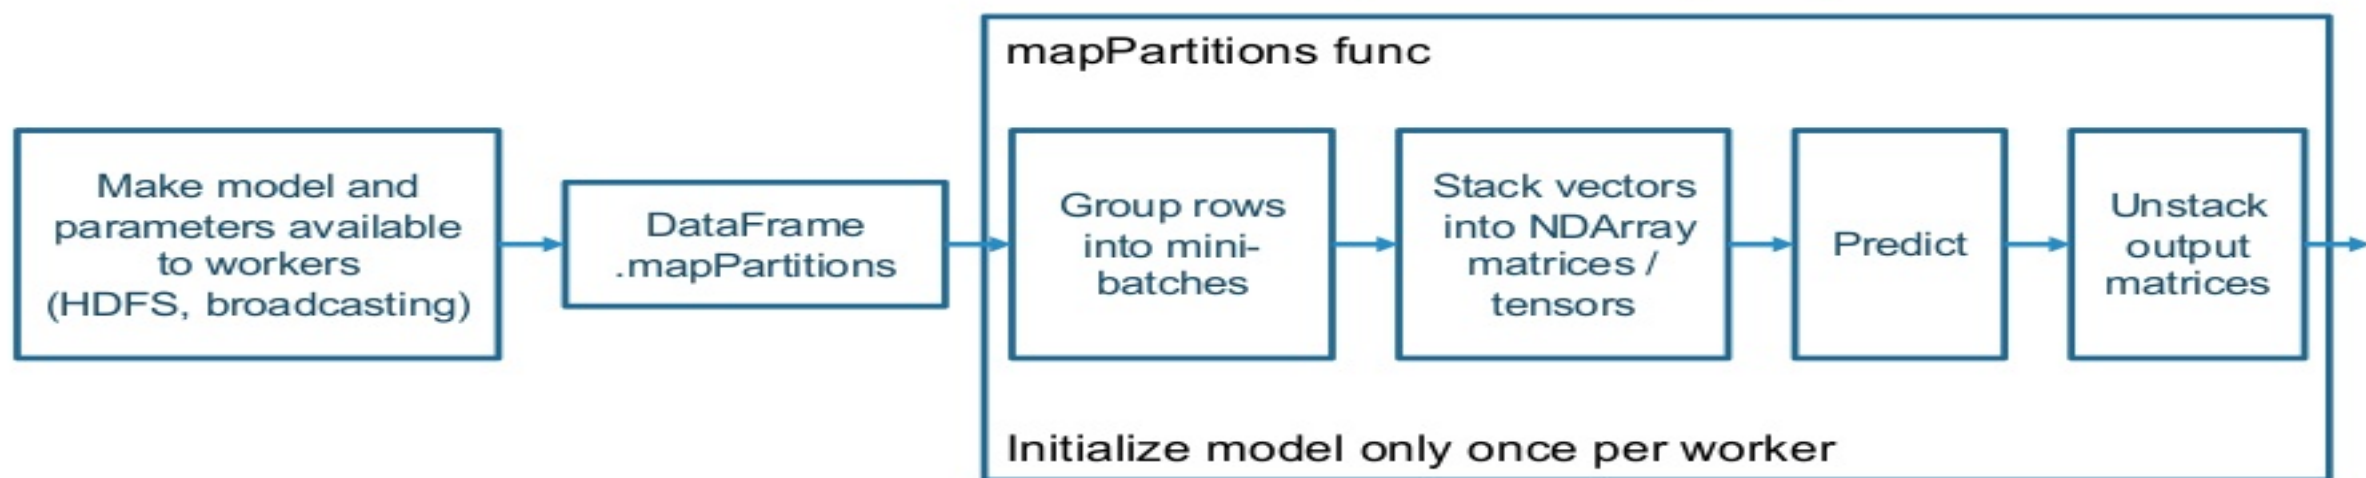 mapPartitions func
Make model and
parameters available
to workers
(HDFS, broadcasting)
DataFrame
.mapPartitions
Group rows
into mini-
batches
Stack vectors
into NDArray
matrices /
tensors
Predict
Unstack
output
matrices
Initialize model only once per worker